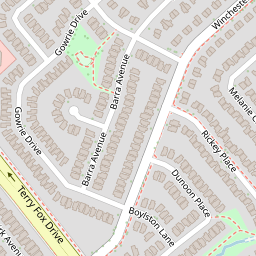 Gowrie Drive
Winchester
Barra Avenue
Melanie C
Gowrie Drive
Rickey Place
Barra Avenue
Dunoon Place
Terry Fox Drive
Boylston Lane
k Avenue